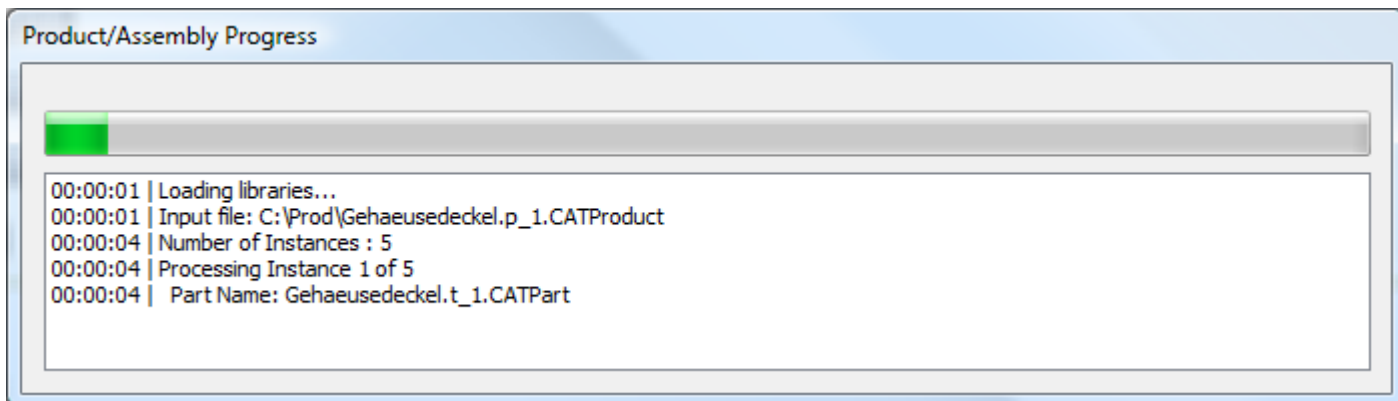 Product/Assembly Progress
00:00:01 | Loading libraries...
00:00:01 | Input file: C:\Prod\Gehaeusedeckel.p_1.CATProduct
00:00:04 | Number of Instances : 5
00:00:04 | Processing Instance 1 of 5
00:00:04 |   Part Name: Gehaeusedeckel.t_1.CATPart